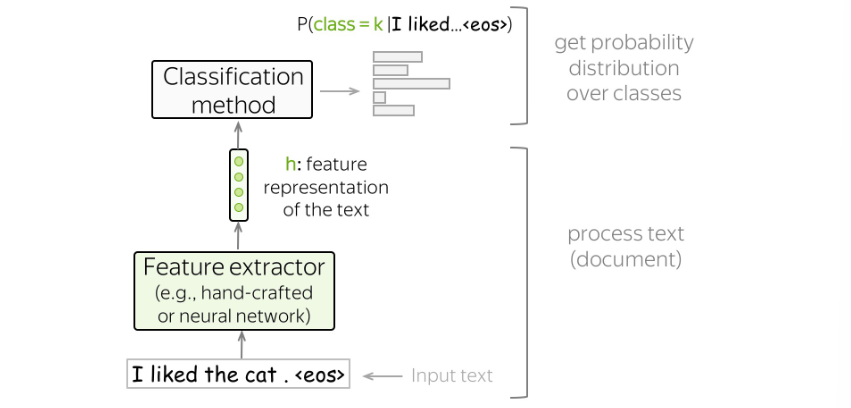 P(class = k |I liked...<eos>)
get probability
distribution
over classes
Classification
method
h: feature
representation
of the text
process text
(document)
Feature extractor
(e.g., hand-crafted
or neural network)
I liked the cat . <eos>
Input text